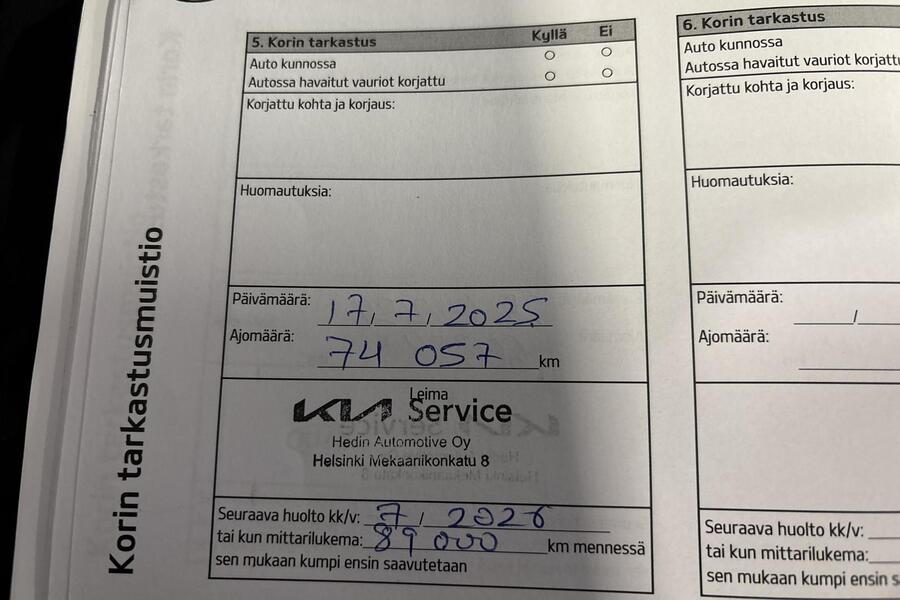 Korin tarkastusmuistio
5. Korin tarkastus Kyllä Ei
Auto kunnossa
Autossa havaitut vauriot korjattu
Korjattu kohta ja korjaus:
Huomautuksia:
Päivämäärä: 17, 7, 2025
Ajomäärä: 74 057 km
Leima
KIA Service
Hedin Automotive Oy
Helsinki Mekaanikonkatu 8
Seuraava huolto kk/v: 7 / 2026
tai kun mittarilukema: 89 000 km mennessä
sen mukaan kumpi ensin saavutetaan
6. Korin tarkastus
Auto kunnossa
Autossa havaitut vauriot korjattu
Korjattu kohta ja korjaus:
Huomautuksia:
Päivämäärä: /
Ajomäärä:
Seuraava huolto kk/v:
tai kun mittarilukema:
sen mukaan kumpi ensin